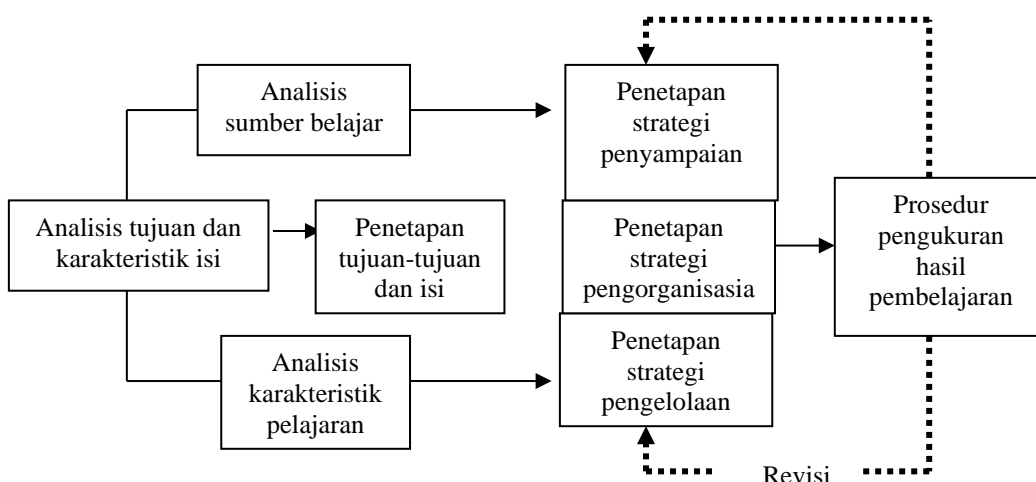 Analisis
sumber belajar
Penetapan
strategi
penyampaian
Analisis tujuan dan
karakteristik isi
Penetapan
tujuan-tujuan
dan isi
Penetapan
strategi
pengorganisasia
Prosedur
pengukuran
hasil
pembelajaran
Analisis
karakteristik
pelajaran
Penetapan
strategi
pengelolaan
Revisi